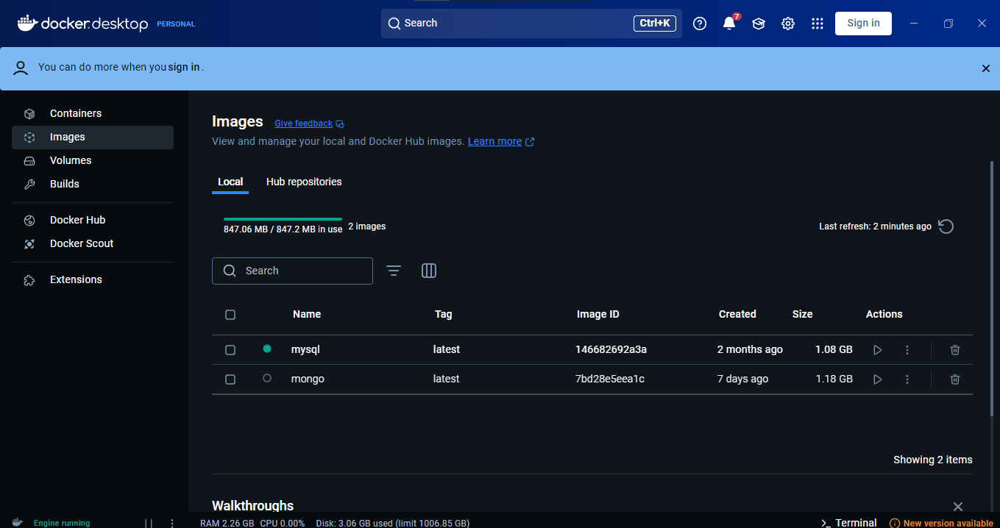 docker.desktop PERSONAL Search Ctrl+K 7 Sign in
You can do more when you sign in.
Containers
Images
Volumes
Builds
Docker Hub
Docker Scout
Extensions
Images Give feedback
View and manage your local and Docker Hub images. Learn more
Local Hub repositories
847.06 MB / 847.2 MB in use 2 images Last refresh: 2 minutes ago
Search
Name Tag Image ID Created Size Actions
mysql latest 146682692a3a 2 months ago 1.08 GB
mongo latest 7bd28e5eea1c 7 days ago 1.18 GB
Showing 2 items
Walkthroughs
Engine running RAM 2.26 GB CPU 0.00% Disk: 3.06 GB used (limit 1006.85 GB) Terminal New version available